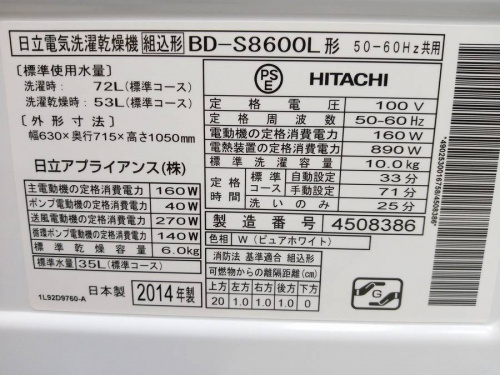 日立電気洗濯乾燥機 組込形 BD-S8600L形 50-60Hz共用
〔標準使用水量〕
洗濯時： 72L(標準コース)
洗濯乾燥時：53L(標準コース)
〔外形寸法〕
幅630×奥行715×高さ1050mm
日立アプライアンス(株)
主電動機の定格消費電力 160W
ポンプ電動機の定格消費電力 40W
送風電動機の定格消費電力 270W
循環ポンプ電動機の定格消費電力 140W
標準乾燥容量 6.0kg
標準水量 35L(標準コース)
1L92D9760-A
日本製 2014年製
PSE HITACHI
定格電圧 100V
定格周波数 50-60Hz
電動機の定格消費電力 160W
電熱装置の定格消費電力 890W
標準洗濯容量 10.0kg
定格時間 標準コース 自動設定 33分
手動設定 71分
洗いのみ 25分
製造番号 4508386
色相 W(ピュアホワイト)
消防法 基準適合 組込形
可燃物からの離隔距離(cm)
上方 左方 右方 前方 後方 下方
20 1.0 1.0 1.0 0
G
*4902530016758/4508386*